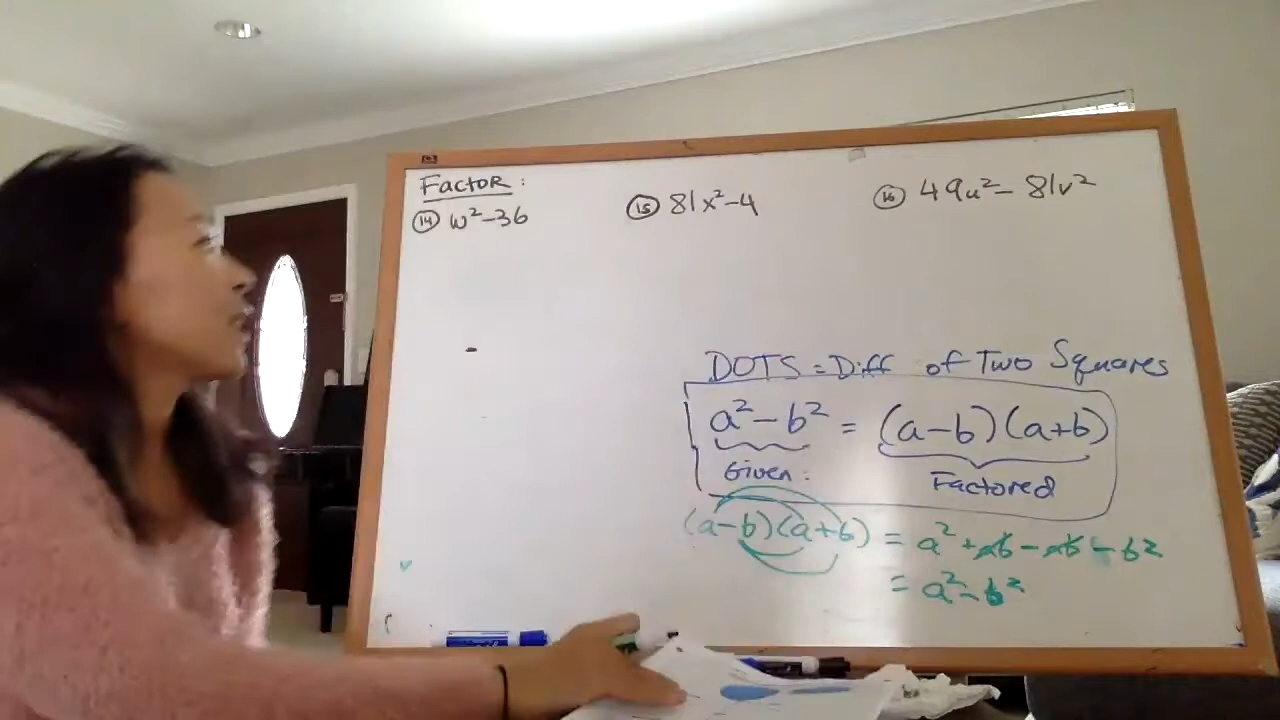 FACTOR:
⑭ w²-36
⑮ 81x²-4
⑯ 49u²- 81v²
DOTS = Diff of Two Squares
a² - b² = (a-b)(a+b)
Given: Factored
(a-b)(a+b) = a² + ab - ab - b²
= a² - b²